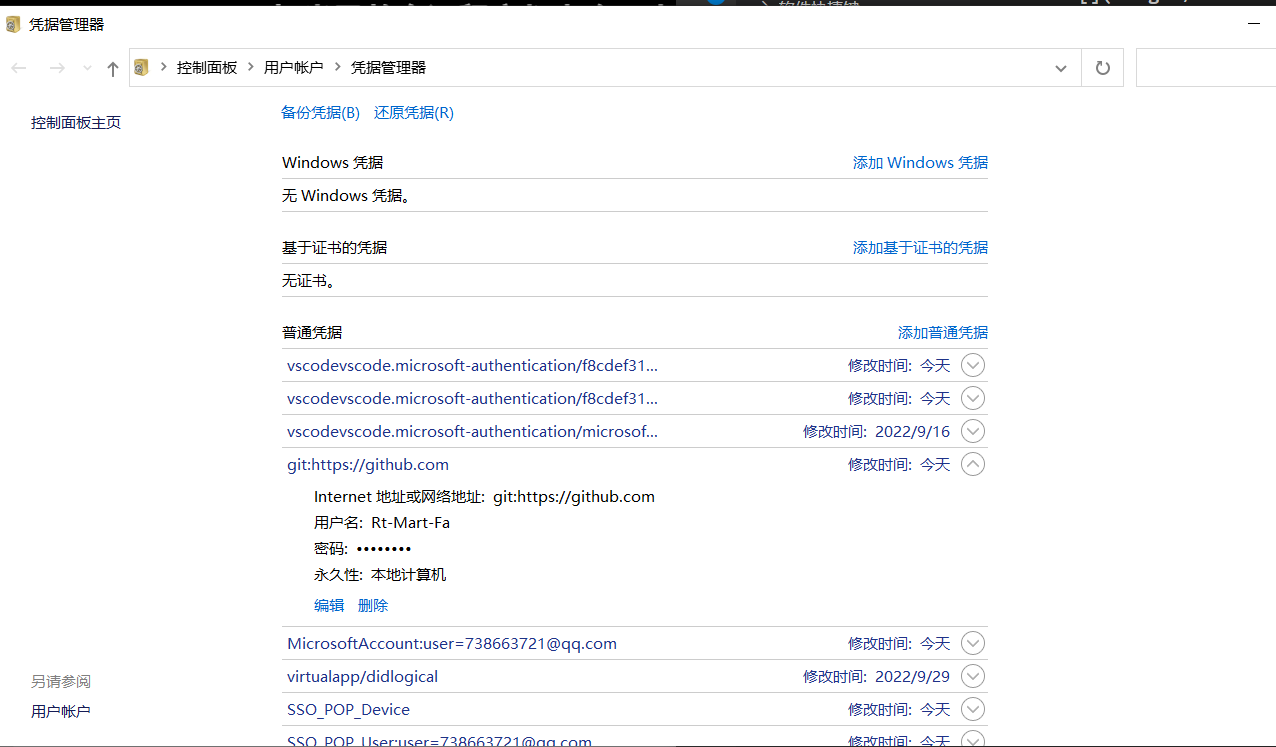 凭据管理器
控制面板 用户帐户 凭据管理器
控制面板主页
备份凭据(B) 还原凭据(R)
Windows 凭据 添加 Windows 凭据
无 Windows 凭据。
基于证书的凭据 添加基于证书的凭据
无证书。
普通凭据 添加普通凭据
vscodevscode.microsoft-authentication/f8cdef31... 修改时间: 今天
vscodevscode.microsoft-authentication/f8cdef31... 修改时间: 今天
vscodevscode.microsoft-authentication/microsof... 修改时间: 2022/9/16
git:https://github.com 修改时间: 今天
Internet 地址或网络地址: git:https://github.com
用户名: Rt-Mart-Fa
密码: ••••••••
永久性: 本地计算机
编辑 删除
MicrosoftAccount:user=738663721@qq.com 修改时间: 今天
virtualapp/didlogical 修改时间: 2022/9/29
SSO_POP_Device 修改时间: 今天
SSO_POP_User:user=738663721@qq.com 修改时间: 今天
另请参阅
用户帐户